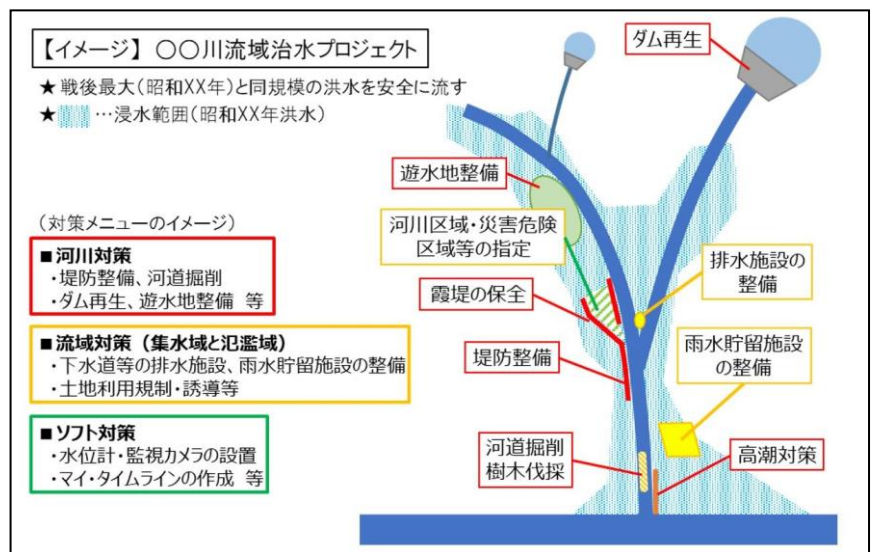 【イメージ】 〇〇川流域治水プロジェクト
★ 戦後最大（昭和XX年）と同規模の洪水を安全に流す
★ …浸水範囲（昭和XX年洪水）
（対策メニューのイメージ）
■河川対策
・堤防整備、河道掘削
・ダム再生、遊水地整備 等
■流域対策（集水域と氾濫域）
・下水道等の排水施設、雨水貯留施設の整備
・土地利用規制・誘導等
■ソフト対策
・水位計・監視カメラの設置
・マイ・タイムラインの作成 等
ダム再生
遊水地整備
河川区域・災害危険
区域等の指定
霞堤の保全
堤防整備
排水施設の
整備
雨水貯留施設
の整備
河道掘削
樹木伐採
高潮対策